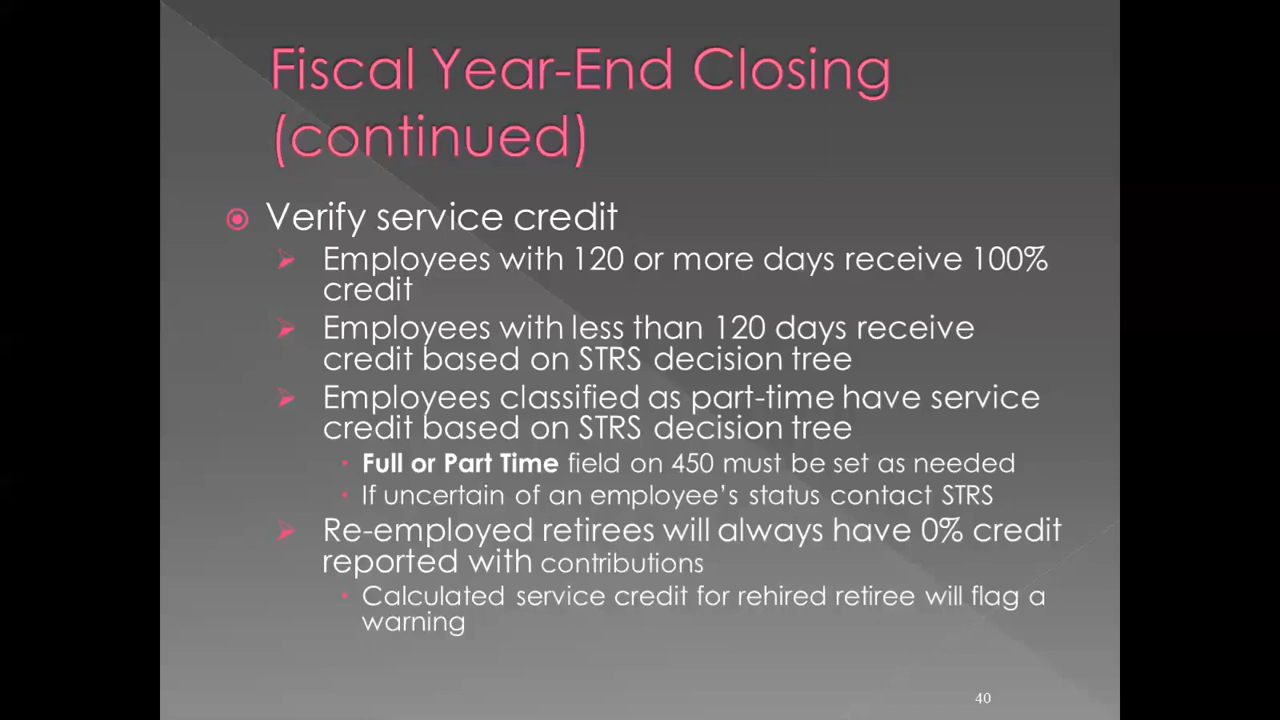 Fiscal Year-End Closing
(continued)
Verify service credit
Employees with 120 or more days receive 100%
credit
Employees with less than 120 days receive
credit based on STRS decision tree
Employees classified as part-time have service
credit based on STRS decision tree
Full or Part Time field on 450 must be set as needed
If uncertain of an employee's status contact STRS
Re-employed retirees will always have 0% credit
reported with contributions
Calculated service credit for rehired retiree will flag a
warning
40